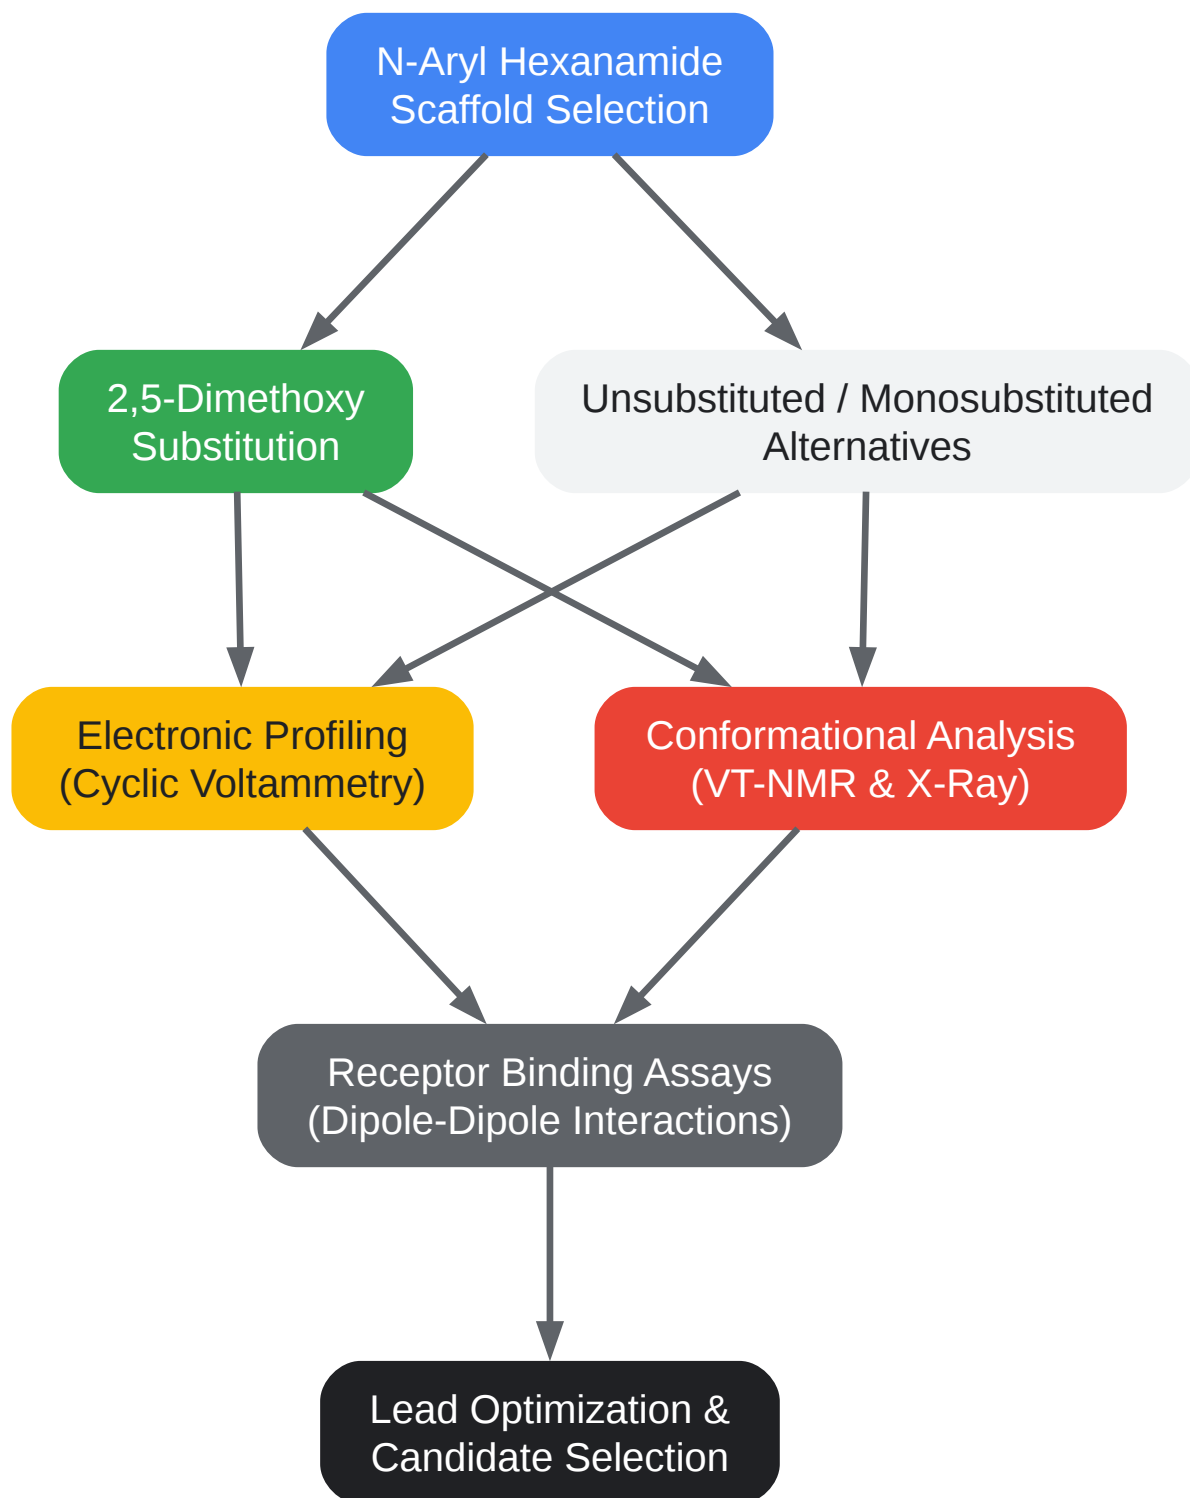 N-Aryl Hexanamide
Scaffold Selection
2,5-Dimethoxy
Substitution
Unsubstituted / Monosubstituted
Alternatives
Electronic Profiling
(Cyclic Voltammetry)
Conformational Analysis
(VT-NMR & X-Ray)
Receptor Binding Assays
(Dipole-Dipole Interactions)
Lead Optimization &
Candidate Selection